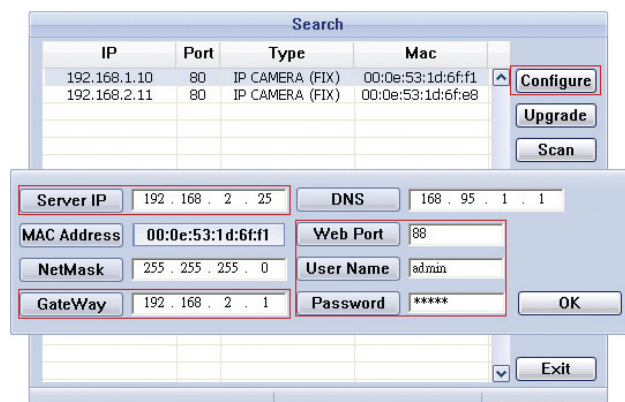 Search
IP Port Type Mac
192.168.1.10 80 IP CAMERA (FIX) 00:0e:53:1d:6f:f1
192.168.2.11 80 IP CAMERA (FIX) 00:0e:53:1d:6f:e8
Configure
Upgrade
Scan
Server IP 192 . 168 . 2 . 25 DNS 168 . 95 . 1 . 1
MAC Address 00:0e:53:1d:6f:f1 Web Port 88
NetMask 255 . 255 . 255 . 0 User Name admin
GateWay 192 . 168 . 2 . 1 Password ***** OK
Exit